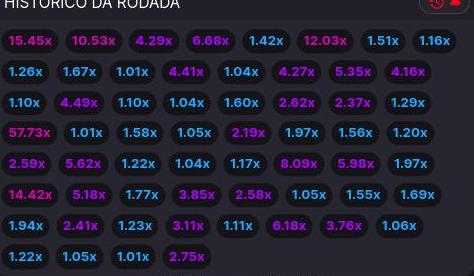 HISTÓRICO DA RODADA
15.45x 10.53x 4.29x 6.68x 1.42x 12.03x 1.51x 1.16x
1.26x 1.67x 1.01x 4.41x 1.04x 4.27x 5.35x 4.16x
1.10x 4.49x 1.10x 1.04x 1.60x 2.62x 2.37x 1.29x
57.73x 1.01x 1.58x 1.05x 2.19x 1.97x 1.56x 1.20x
2.59x 5.62x 1.22x 1.04x 1.17x 8.09x 5.98x 1.97x
14.42x 5.18x 1.77x 3.85x 2.58x 1.05x 1.55x 1.69x
1.94x 2.41x 1.23x 3.11x 1.11x 6.18x 3.76x 1.06x
1.22x 1.05x 1.01x 2.75x